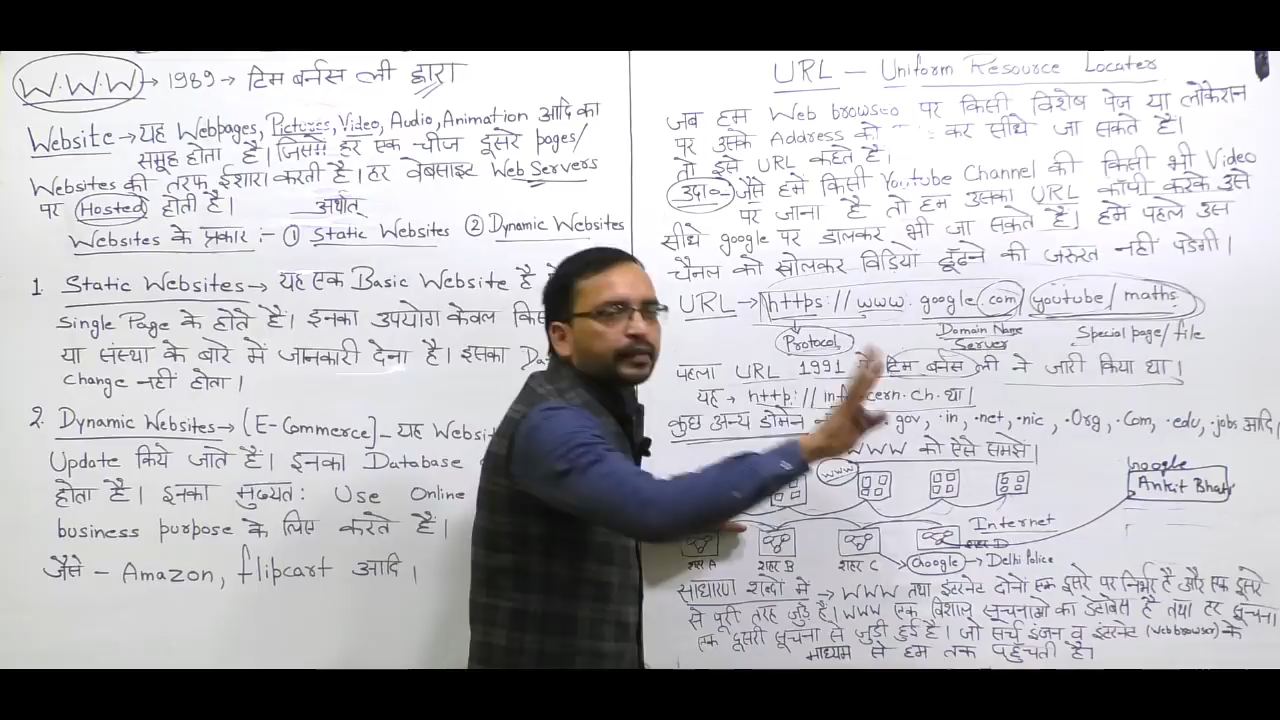 W.W.W → 1989 → टिम बर्नस ली द्वारा
Website → यह Webpages, Pictures, Video, Audio, Animation आदि का
समूह होता है। जिसमें हर एक चीज दूसरे pages/
Websites की तरफ ईशारा करती है। हर वेबसाइट Web Servers
पर Hosted होती है। अर्थात्
Websites के प्रकार :- ① Static Websites ② Dynamic Websites
1. Static Websites → यह एक Basic Website है
Single Page के होते हैं। इनका उपयोग केवल
या संस्था के बारे में जानकारी देना है। इसका
Change नहीं होता।
2. Dynamic Websites → (E-Commerce) - यह
Update किये जाते है। इनका Database
होता है। इनका मुख्यत: Use Online
business purpose के लिए करते हैं।
जैसे - Amazon, flipcart आदि।
URL - Uniform Resource Locater
जब हम Web browser पर किसी विशेष पेज या लोकेशन
पर उसके Address को कर सीधे जा सकते है।
तो इसे URL कहते है।
उदा०- जैसे हमें किसी Youtube Channel की किसी भी Video
पर जाना है तो हम उसका URL कॉपी करके उसे
सीधे google पर डालकर भी जा सकते है। हमें पहले उस
चैनल को खोलकर विडियो ढूँढने की जरुरत नहीं पडेगी।
URL → https://www.google.com/youtube/maths
Protocol Domain Name Special page/file
Server
पहला URL 1991 में टिम बर्नस ली ने जारी किया था।
यह → http://info.cern.ch था।
कुछ अन्य डोमेन .gov, .in, .net, .nic, .Org, .Com, .edu, .jobs आदि।
WWW को ऐसे समझें।
WWW
Google
Ankit Bhati
Internet
शहर A शहर B शहर C शहर D
Google → Delhi Police
साधारण शब्दों में → WWW तथा इंटरनेट दोनों एक दूसरे पर निर्भर है और एक दूसरे
से पूरी तरह जुड़े है। WWW एक विशाल सूचनाओ का डेटाबेस है तथा हर सूचना
एक दूसरी सूचना से जुड़ी हुई है। जो सर्च इंजन व इंटरनेट (Web browser) के
माध्यम से हम तक पहुँचती है।